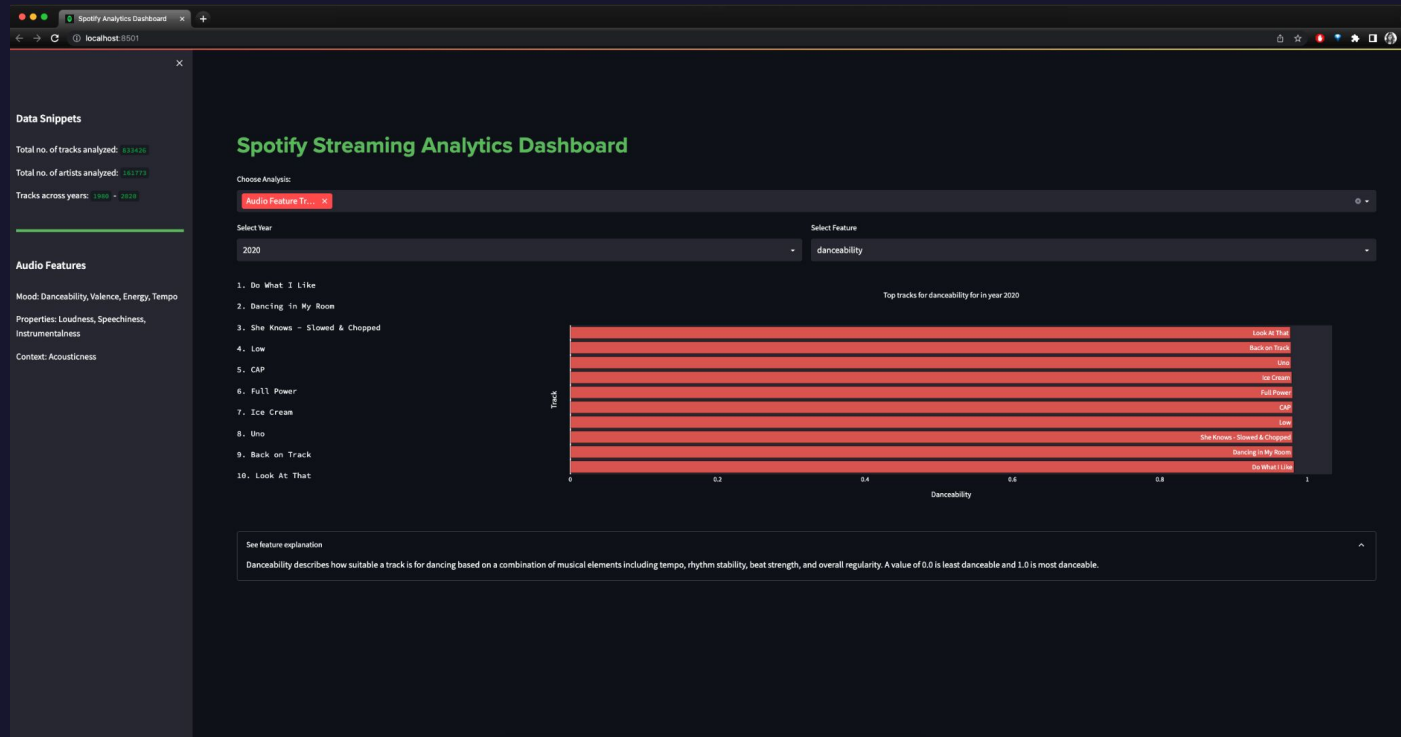 Spotify Analytics Dashboard
localhost:8501
Data Snippets
Total no. of tracks analyzed: 833426
Total no. of artists analyzed: 161773
Tracks across years: 1980 - 2020
Audio Features
Mood: Danceability, Valence, Energy, Tempo
Properties: Loudness, Speechiness,
Instrumentalness
Context: Acousticness
Spotify Streaming Analytics Dashboard
Choose Analysis:
Audio Feature Tr...
Select Year
Select Feature
2020
danceability
1. Do What I Like
2. Dancing in My Room
3. She Knows - Slowed & Chopped
4. Low
5. CAP
6. Full Power
7. Ice Cream
8. Uno
9. Back on Track
10. Look At That
Top tracks for danceability for in year 2020
Track
Look At That
Back on Track
Uno
Ice Cream
Full Power
CAP
Low
She Knows - Slowed & Chopped
Dancing in My Room
Do What I Like
0 0.2 0.4 0.6 0.8 1
Danceability
See feature explanation
Danceability describes how suitable a track is for dancing based on a combination of musical elements including tempo, rhythm stability, beat strength, and overall regularity. A value of 0.0 is least danceable and 1.0 is most danceable.